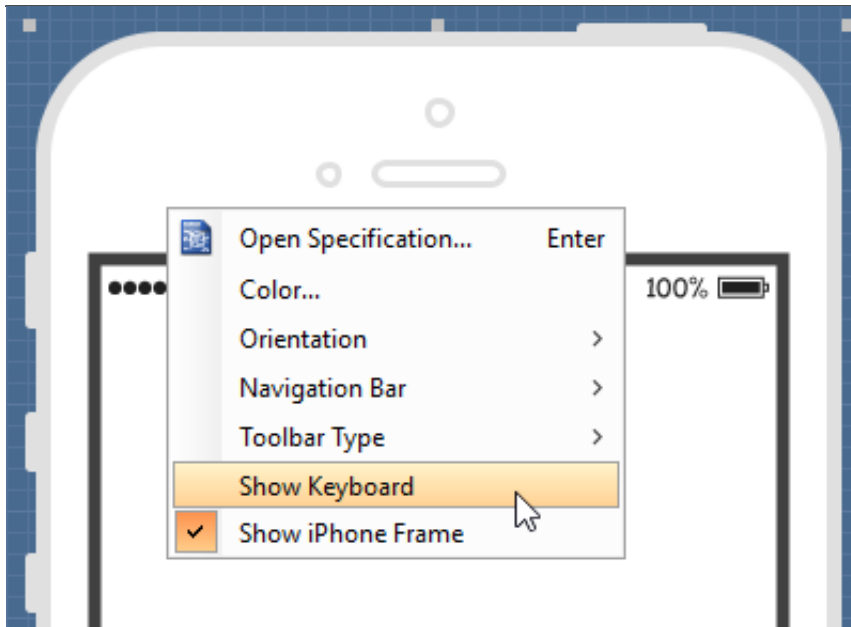 Open Specification... Enter
100%
Color...
Orientation
Navigation Bar
Toolbar Type
Show Keyboard
Show iPhone Frame